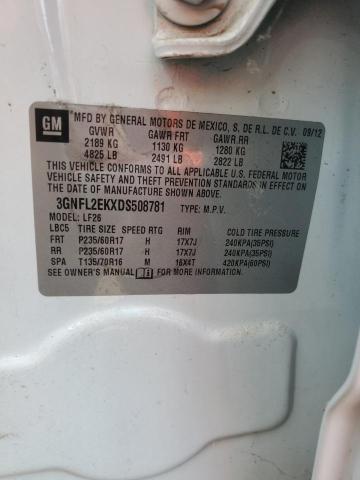 GM
MFD BY GENERAL MOTORS DE MEXICO, S. DE R.L. DE C.V. 09/12
GVWR GAWR FRT GAWR RR
2189 KG 1130 KG 1280 KG
4825 LB 2491 LB 2822 LB
THIS VEHICLE CONFORMS TO ALL APPLICABLE U.S. FEDERAL MOTOR
VEHICLE SAFETY AND THEFT PREVENTION STANDARDS IN EFFECT ON THE
DATE OF MANUFACTURE SHOWN ABOVE.
3GNFL2EKXDS508781 TYPE: M.P.V.
MODEL: LF26
LBC5 TIRE SIZE SPEED RTG RIM COLD TIRE PRESSURE
FRT P235/60R17 H 17X7J 240KPA(35PSI)
RR P235/60R17 H 17X7J 240KPA(35PSI)
SPA T135/70R16 M 16X4T 420KPA(60PSI)
SEE OWNER'S MANUAL FOR ADDITIONAL INFORMATION.